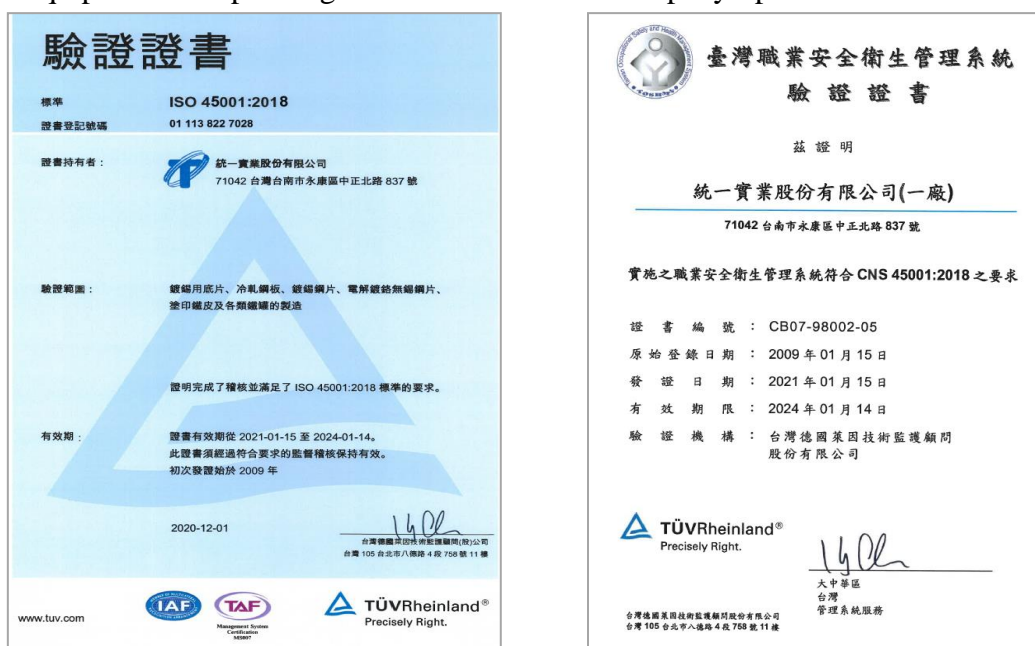 驗證證書
標準 ISO 45001:2018
證書登記號碼 01 113 822 7028
證書持有者：
統一實業股份有限公司
71042 台灣台南市永康區中正北路 837 號
驗證範圍：
鍍錫用底片、冷軋鋼板、鍍錫鋼片、電解鍍鉻無錫鋼片、
塗印鐵皮及各類鐵罐的製造
證明完成了稽核並滿足了 ISO 45001:2018 標準的要求。
有效期：
證書有效期從 2021-01-15 至 2024-01-14。
此證書須經過符合要求的監督稽核保持有效。
初次發證始於 2009 年
2020-12-01
台灣德國萊因技術監護顧問(股)公司
台灣 105 台北市八德路 4 段 758 號 11 樓
www.tuv.com
IAF
TAF
Management System
Certification
MS007
TÜVRheinland®
Precisely Right.
臺灣職業安全衛生管理系統
驗證證書
茲證明
統一實業股份有限公司(一廠)
71042 台南市永康區中正北路 837 號
實施之職業安全衛生管理系統符合 CNS 45001:2018 之要求
證書編號 : CB07-98002-05
原始登錄日期 : 2009 年 01 月 15 日
發證日期 : 2021 年 01 月 15 日
有效期限 : 2024 年 01 月 14 日
驗證機構 : 台灣德國萊因技術監護顧問
股份有限公司
TÜVRheinland®
Precisely Right.
大中華區
台灣
管理系統服務
台灣德國萊因技術監護顧問股份有限公司
台灣 105 台北市八德路 4 段 758 號 11 樓